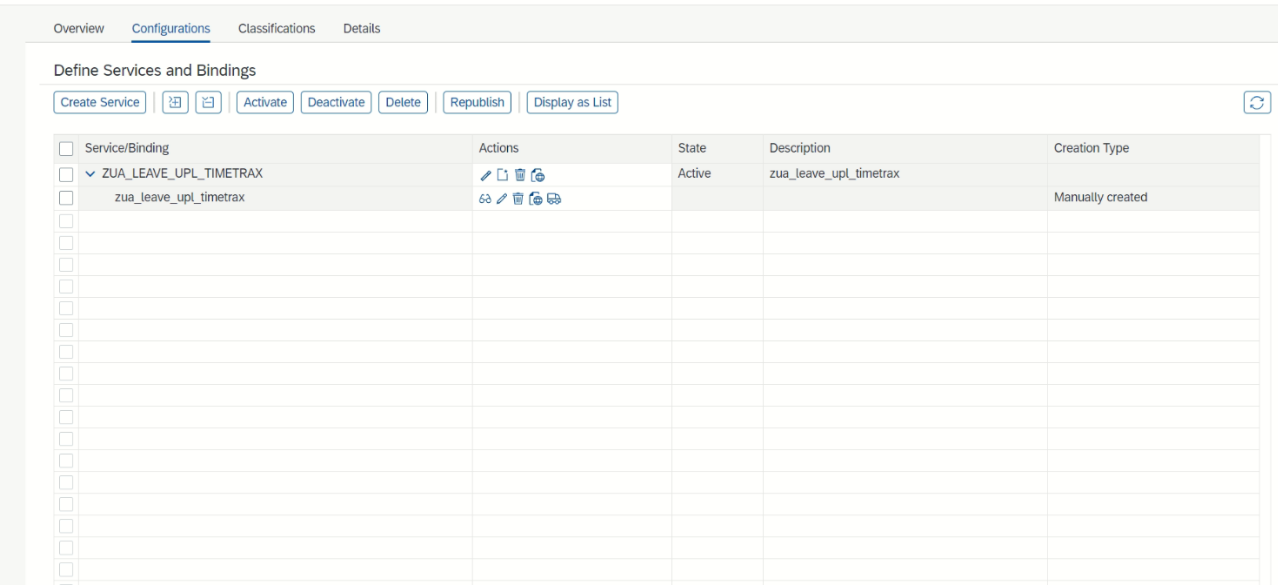 Overview Configurations Classifications Details
Define Services and Bindings
Create Service Activate Deactivate Delete Republish Display as List
Service/Binding Actions State Description Creation Type
ZUA_LEAVE_UPL_TIMETRAX Active zua_leave_upl_timetrax
zua_leave_upl_timetrax Manually created